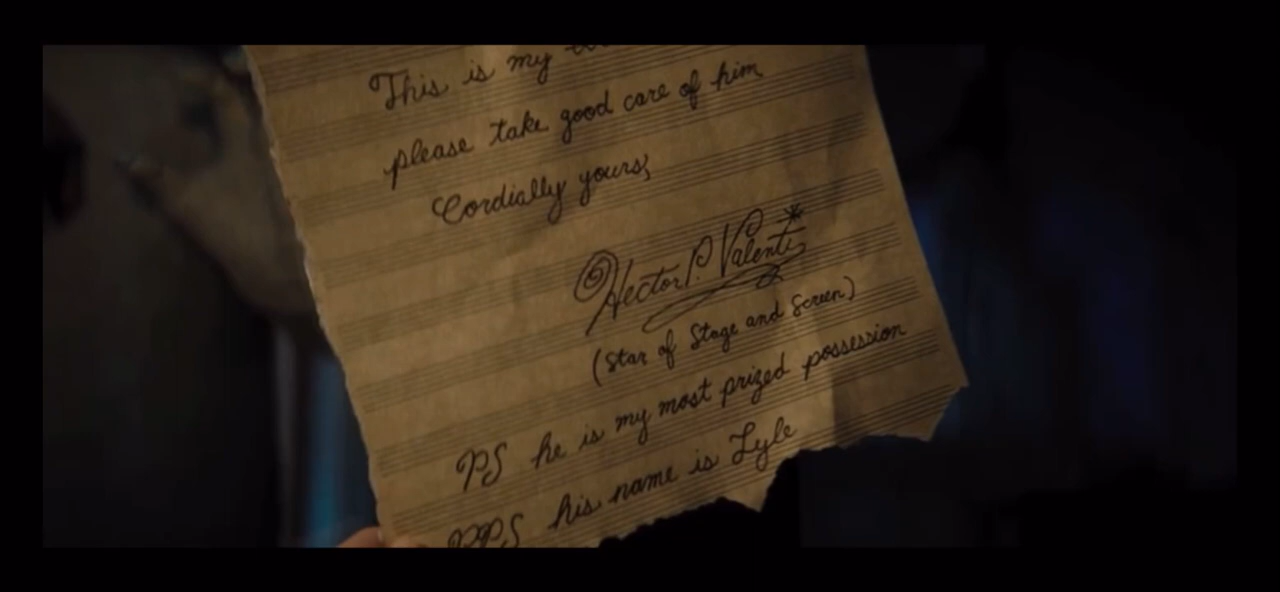 This is my
please take good care of him
Cordially yours,
Hector P. Valenti
(Star of Stage and Screen)
PS he is my most prized possession
PPS his name is Lyle